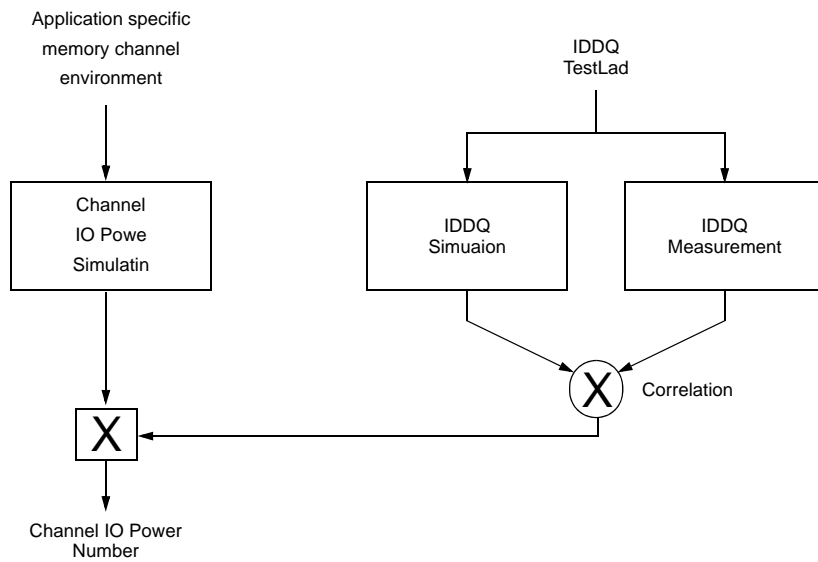 Application specific
memory channel
environment
IDDQ
TestLad
Channel
IO Powe
Simulatin
IDDQ
Simuaion
IDDQ
Measurement
X
Correlation
X
Channel IO Power
Number